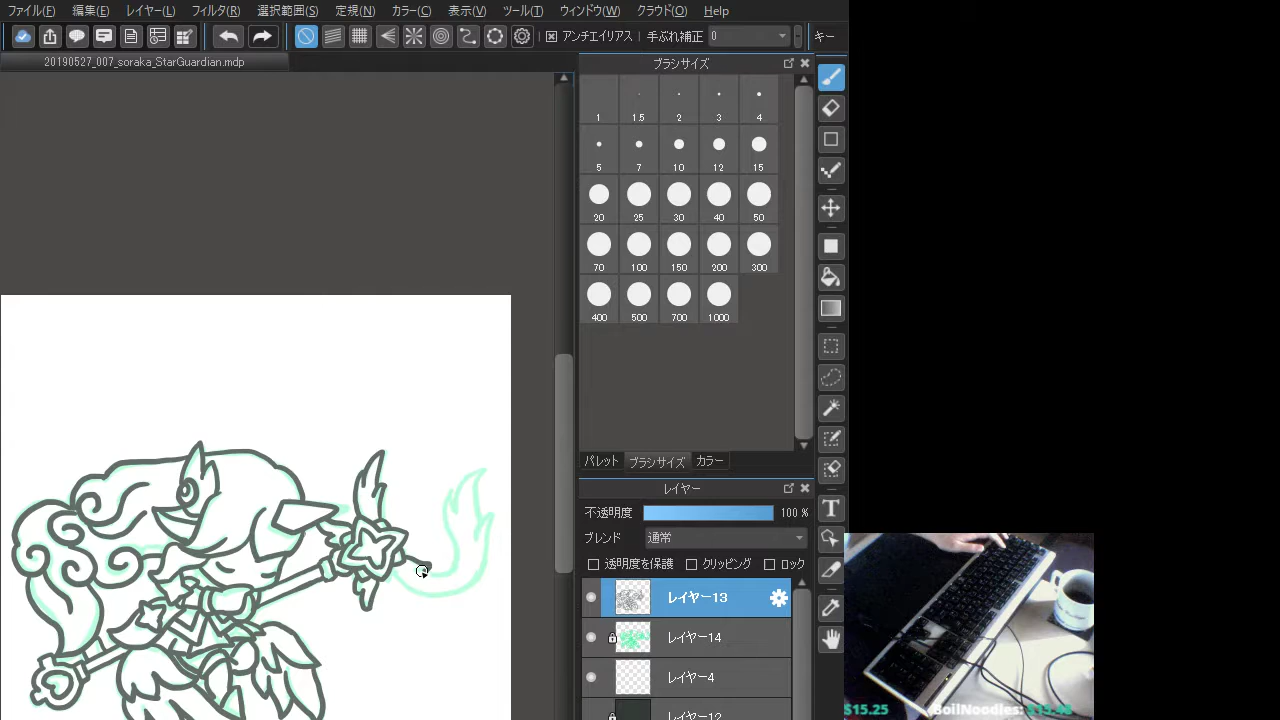 ファイル(F) 編集(E) レイヤー(L) フィルタ(R) 選択範囲(S) 定規(N) カラー(C) 表示(V) ツール(T) ウィンドウ(W) クラウド(O) Help
アンチエイリアス 手ぶれ補正 0 キー
20190527_007_soraka_StarGuardian.mdp
ブラシサイズ
1 1.5 2 3 4
5 7 10 12 15
20 25 30 40 50
70 100 150 200 300
400 500 700 1000
パレット ブラシサイズ カラー
レイヤー
不透明度 100 %
ブレンド 通常
透明度を保護 クリッピング ロック
レイヤー13
レイヤー14
レイヤー4
レイヤー12
$15.25 BoilNoodles: